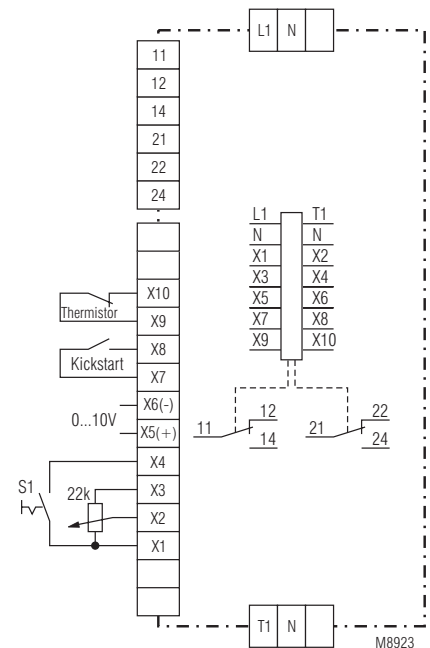 L1 N
11
12
14
21
22
24
L1 T1
N N
X1 X2
X3 X4
X5 X6
X7 X8
X9 X10
X10
Thermistor
X9
X8
Kickstart
X7
X6(-)
0...10V
X5(+)
11 12 14
21 22 24
X4
S1
22k
X3
X2
X1
T1 N
M8923